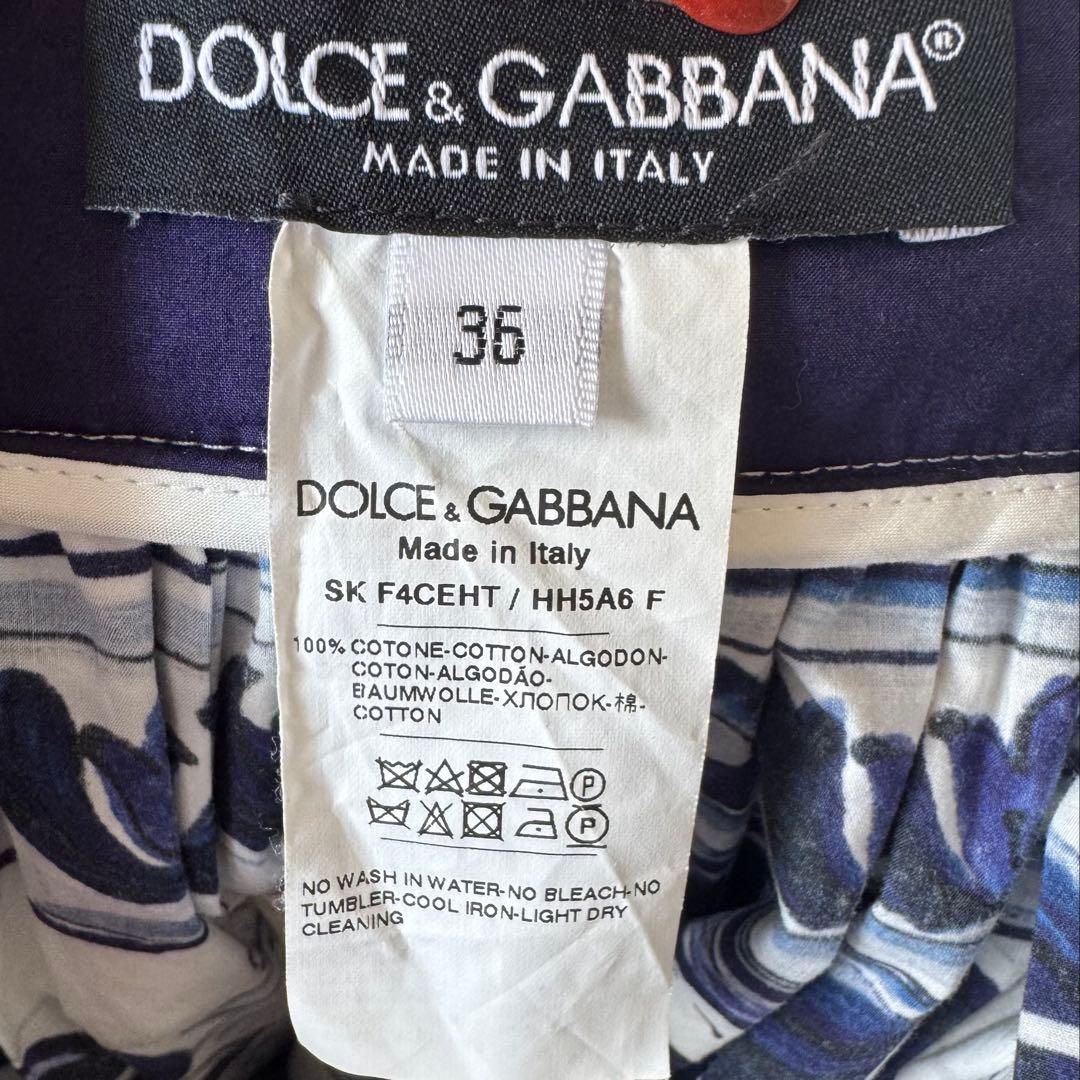 DOLCE & GABBANA®
MADE IN ITALY
36
DOLCE & GABBANA
Made in Italy
SK F4CEHT / HH5A6 F
100% COTONE-COTTON-ALGODON-
COTON-ALGODÃO-
BAUMWOLLE-ХЛОПОК-棉-
COTTON
P
P
NO WASH IN WATER-NO BLEACH-NO
TUMBLER-COOL IRON-LIGHT DRY
CLEANING